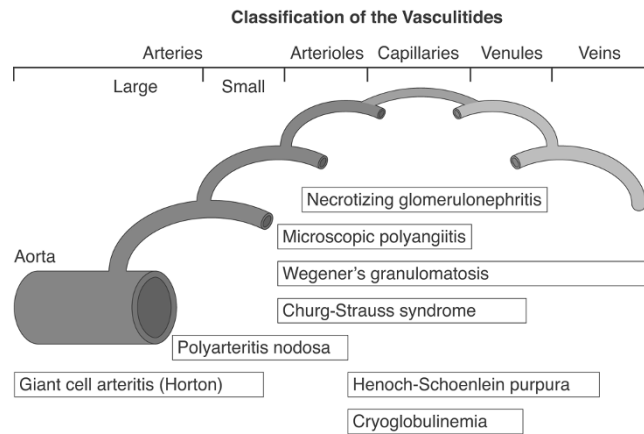 Classification of the Vasculitides
Arteries Arterioles Capillaries Venules Veins
Large Small
Necrotizing glomerulonephritis
Microscopic polyangiitis
Aorta
Wegener's granulomatosis
Churg-Strauss syndrome
Polyarteritis nodosa
Giant cell arteritis (Horton) Henoch-Schoenlein purpura
Cryoglobulinemia